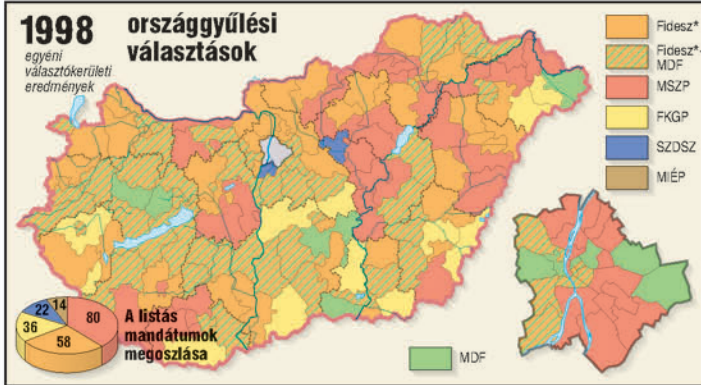 1998
országgyűlési
választások
egyéni
választókerületi
eredmények
Fidesz*
Fidesz*-
MDF
MSZP
FKGP
SZDSZ
MIÉP
14
22
80
36
58
A listás
mandátumok
megoszlása
MDF